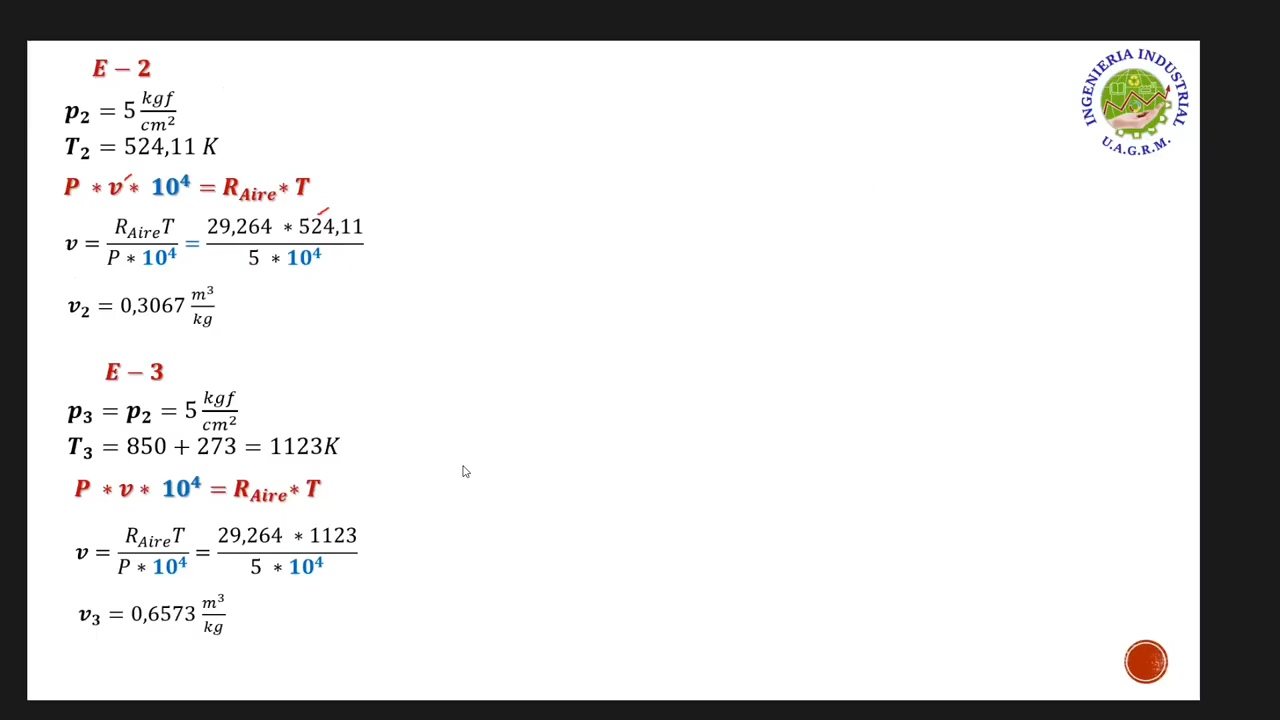 E − 2
p₂ = 5 kgf/cm²
T₂ = 524,11 K
P * v * 10⁴ = R_Aire * T
v = R_Aire T / P * 10⁴ = 29,264 * 524,11 / 5 * 10⁴
v₂ = 0,3067 m³/kg
E − 3
p₃ = p₂ = 5 kgf/cm²
T₃ = 850 + 273 = 1123K
P * v * 10⁴ = R_Aire * T
v = R_Aire T / P * 10⁴ = 29,264 * 1123 / 5 * 10⁴
v₃ = 0,6573 m³/kg
INGENIERIA INDUSTRIAL
U.A.G.R.M.